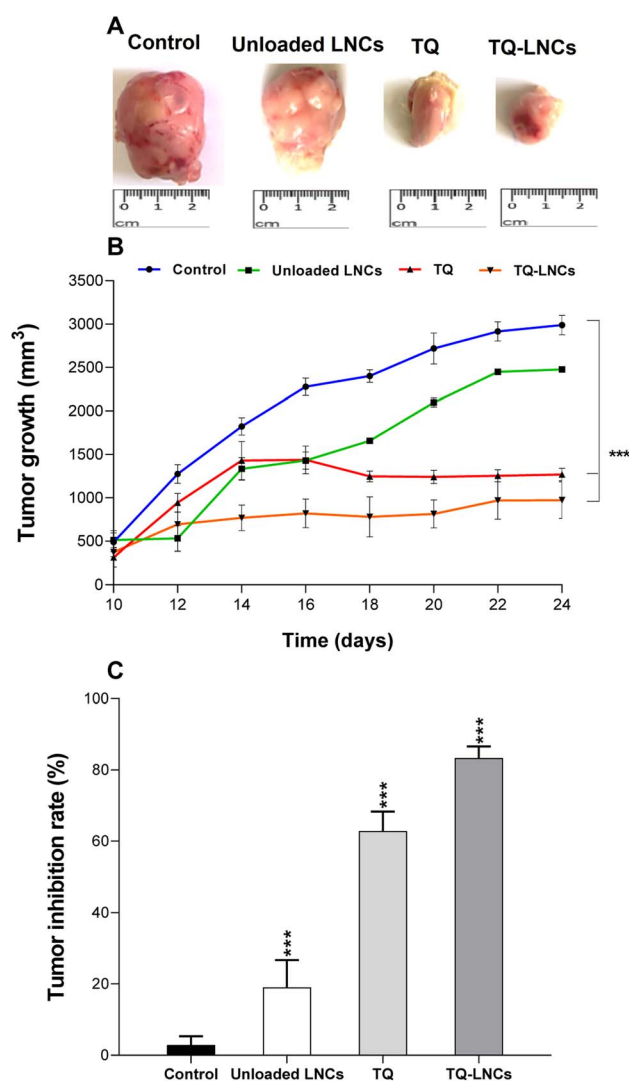 A
Control Unloaded LNCs TQ TQ-LNCs
0 1 2 0 1 2 0 1 2 0 1 2
cm cm cm cm
B
Control Unloaded LNCs TQ TQ-LNCs
3500
3000
2500
2000
1500
1000
500
0
10 12 14 16 18 20 22 24
Tumor growth (mm³)
Time (days)
***
C
100
80
60
40
20
0
Tumor inhibition rate (%)
***
***
***
Control Unloaded LNCs TQ TQ-LNCs